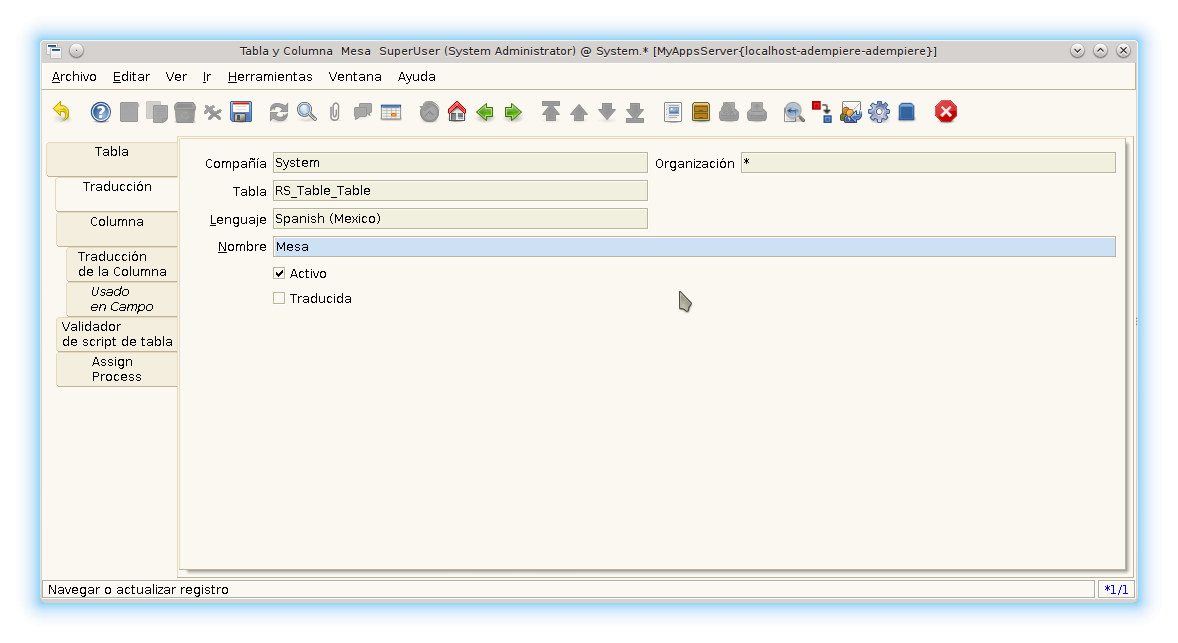 Tabla y Columna  Mesa  SuperUser (System Administrator) @ System.* [MyAppsServer{localhost-adempiere-adempiere}]
Archivo Editar Ver Ir Herramientas Ventana Ayuda
Tabla
Traducción
Columna
Traducción
de la Columna
Usado
en Campo
Validador
de script de tabla
Assign
Process
Compañía System Organización *
Tabla RS_Table_Table
Lenguaje Spanish (Mexico)
Nombre Mesa
Activo
Traducida
Navegar o actualizar registro *1/1